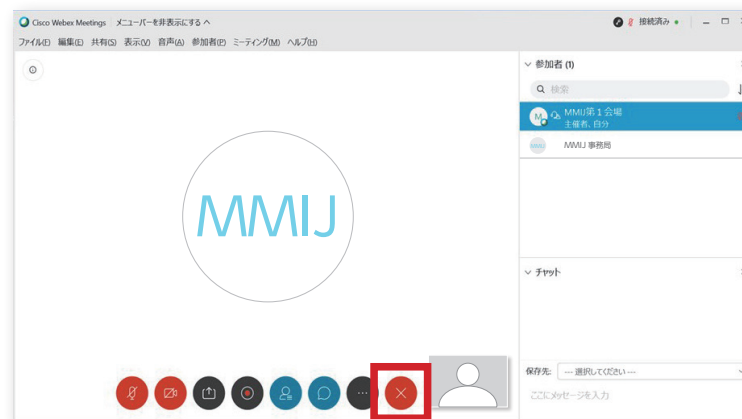 Cisco Webex Meetings メニューバーを非表示にする ヘ
接続済み
ファイル(F) 編集(E) 共有(S) 表示(V) 音声(A) 参加者(P) ミーティング(M) ヘルプ(H)
参加者 (1)
検索
M MMIJ第1会場
主催者, 自分
MMIJ MMIJ 事務局
MMIJ
チャット
保存先: --- 選択してください ---
ここにメッセージを入力